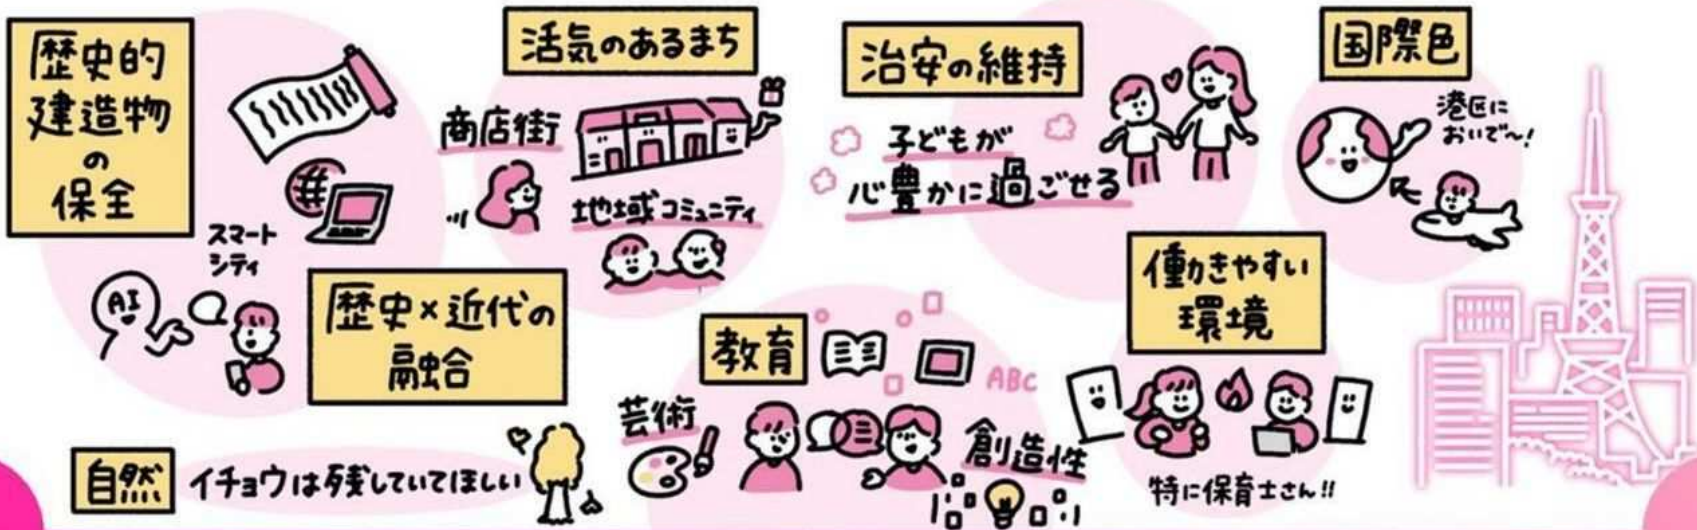 歴史的
建造物
の
保全
スマート
シティ
AI
歴史×近代の
融合
活気のあるまち
商店街
地域コミュニティ
治安の維持
子どもが
心豊かに過ごせる
国際色
港区に
おいで〜!
教育
ABC
芸術
創造性
働きやすい
環境
特に保育士さん!!
自然
イチョウは残していてほしい